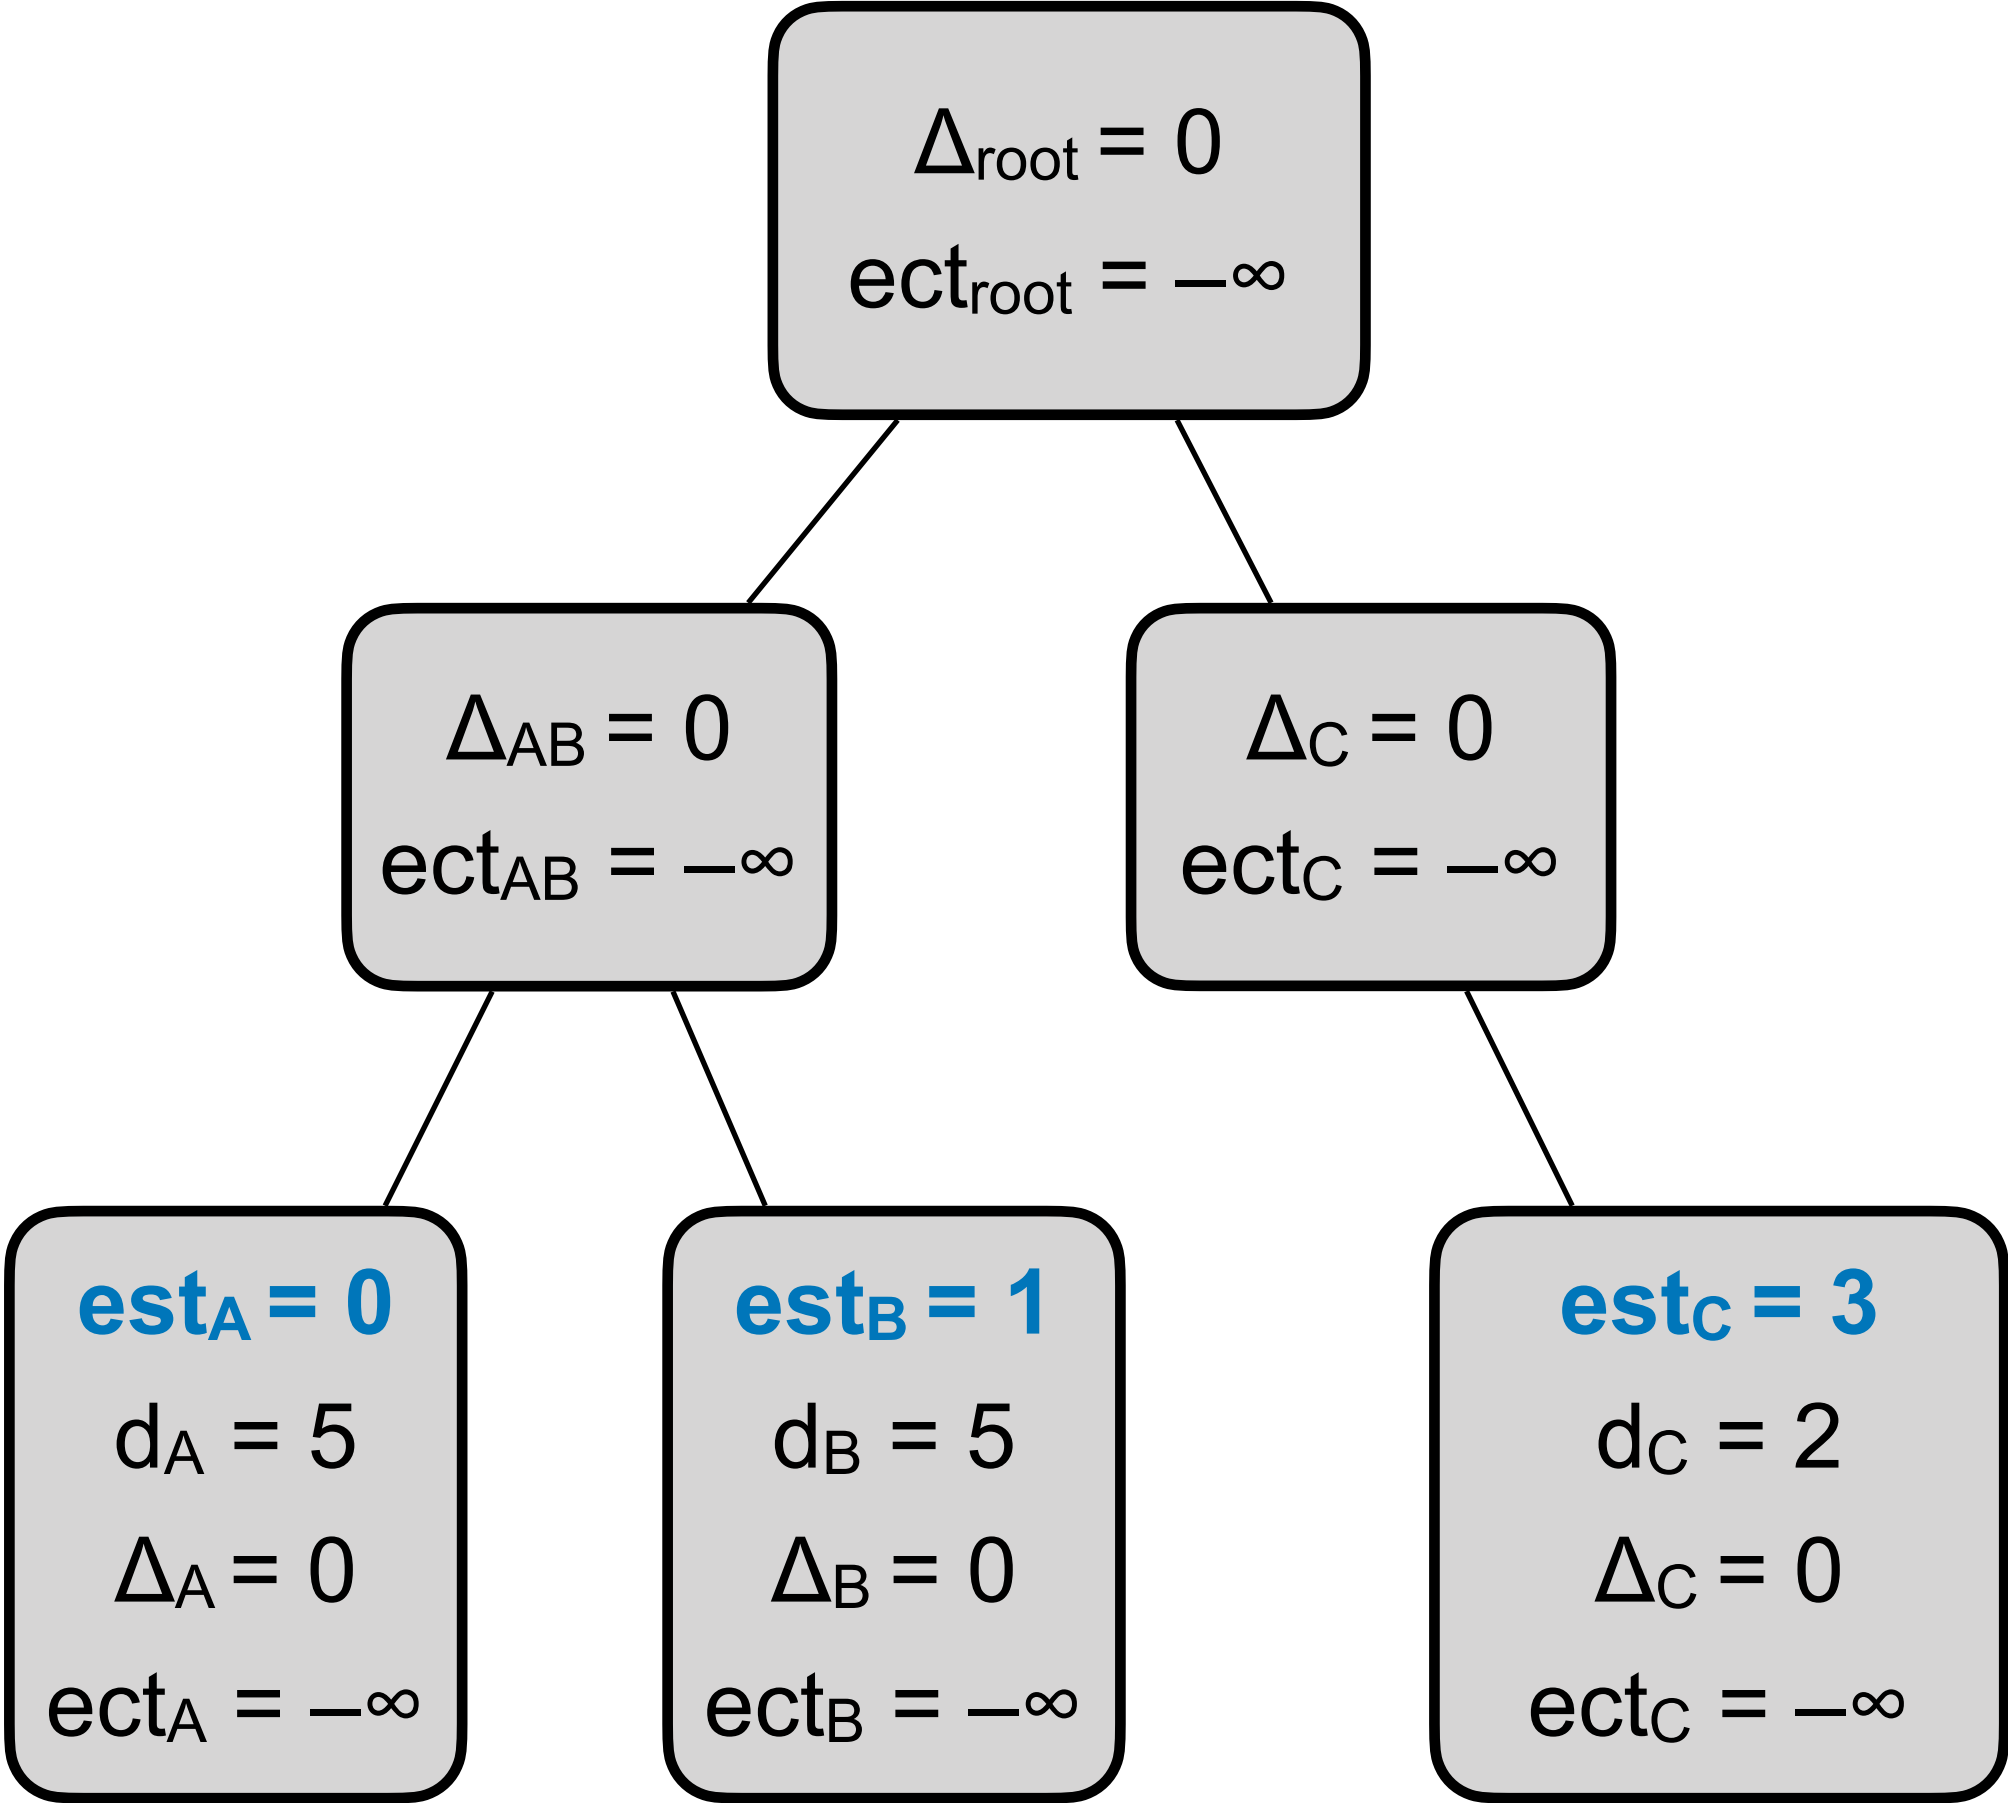 Δroot = 0
ectroot = –∞
ΔAB = 0
ectAB = –∞
ΔC = 0
ectC = –∞
estA = 0
dA = 5
ΔA = 0
ectA = –∞
estB = 1
dB = 5
ΔB = 0
ectB = –∞
estC = 3
dC = 2
ΔC = 0
ectC = –∞